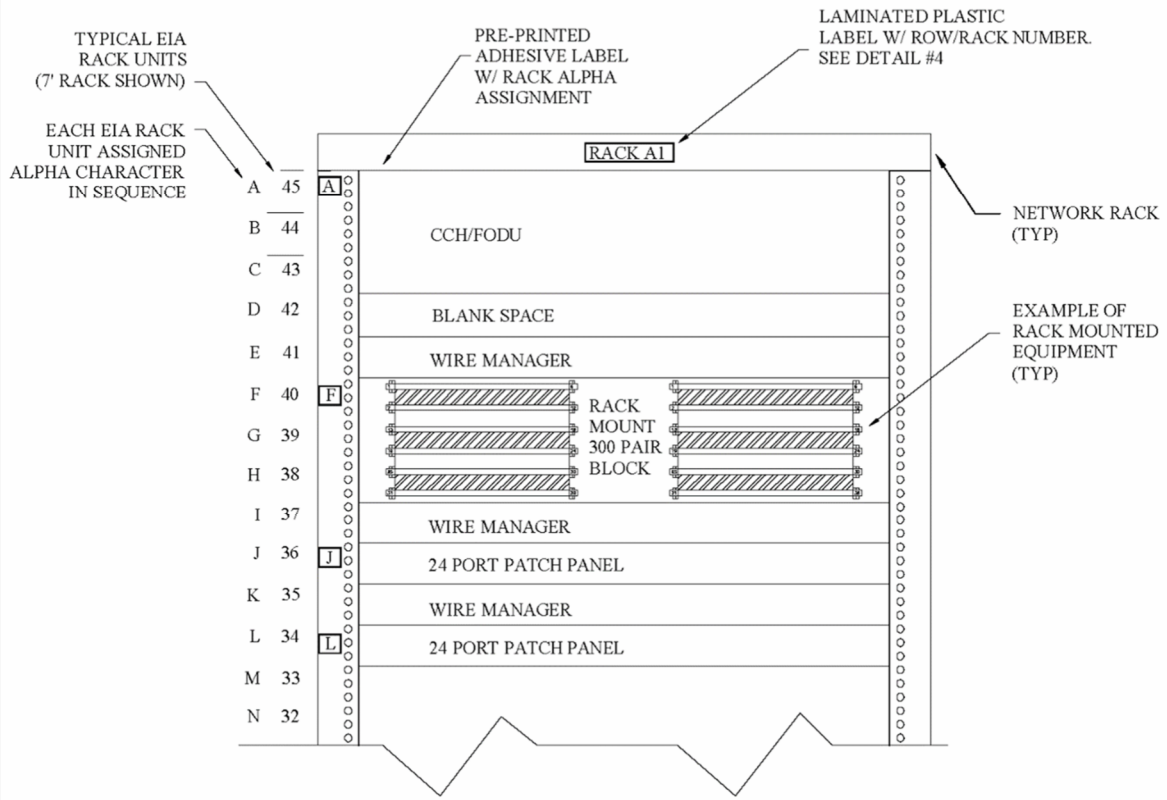 TYPICAL EIA
RACK UNITS
(7' RACK SHOWN)
PRE-PRINTED
ADHESIVE LABEL
W/ RACK ALPHA
ASSIGNMENT
LAMINATED PLASTIC
LABEL W/ ROW/RACK NUMBER.
SEE DETAIL #4
EACH EIA RACK
UNIT ASSIGNED
ALPHA CHARACTER
IN SEQUENCE
RACK A1
NETWORK RACK
(TYP)
A 45 A
B 44 CCH/FODU
C 43
D 42 BLANK SPACE
E 41 WIRE MANAGER
EXAMPLE OF
RACK MOUNTED
EQUIPMENT
(TYP)
F 40 F
G 39
H 38
RACK
MOUNT
300 PAIR
BLOCK
I 37 WIRE MANAGER
J 36 J 24 PORT PATCH PANEL
K 35 WIRE MANAGER
L 34 L 24 PORT PATCH PANEL
M 33
N 32